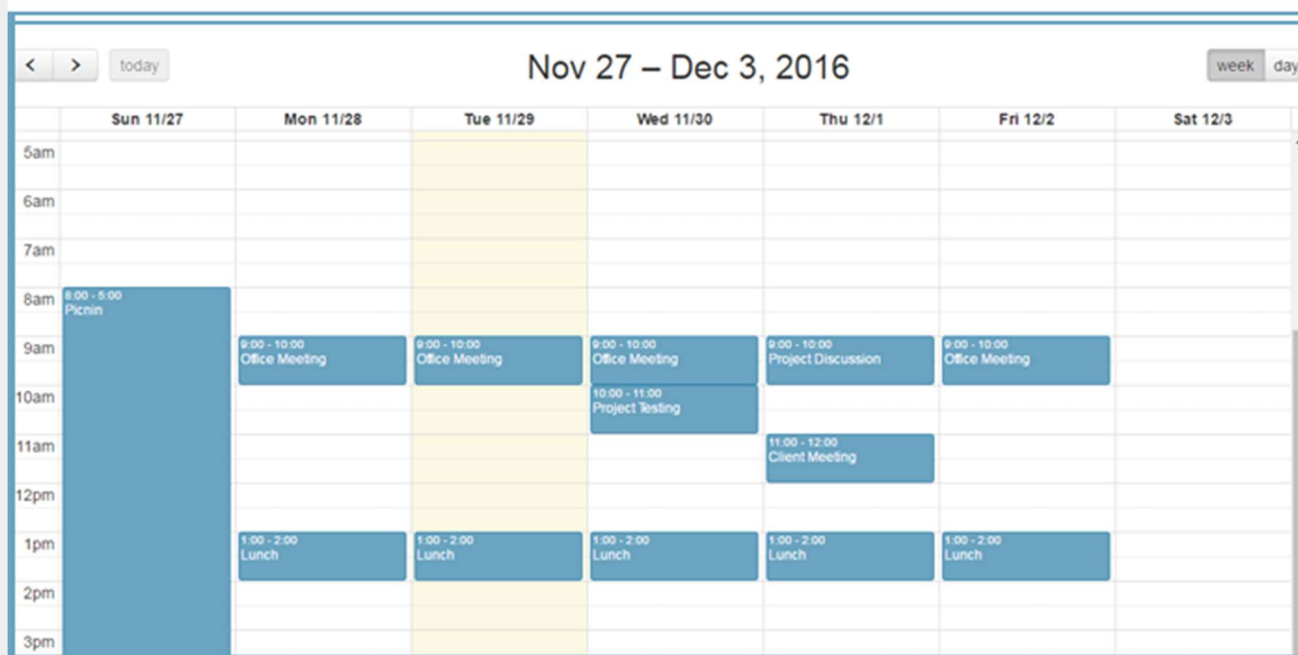 < > today
Nov 27 – Dec 3, 2016
week day
Sun 11/27 Mon 11/28 Tue 11/29 Wed 11/30 Thu 12/1 Fri 12/2 Sat 12/3
5am
6am
7am
8am 8:00 - 5:00
Picnin
9am 9:00 - 10:00 9:00 - 10:00 9:00 - 10:00 9:00 - 10:00 9:00 - 10:00
Office Meeting Office Meeting Office Meeting Project Discussion Office Meeting
10am 10:00 - 11:00
Project Testing
11am 11:00 - 12:00
Client Meeting
12pm
1pm 1:00 - 2:00 1:00 - 2:00 1:00 - 2:00 1:00 - 2:00 1:00 - 2:00
Lunch Lunch Lunch Lunch Lunch
2pm
3pm